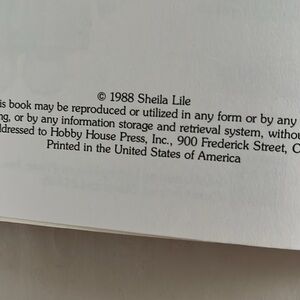 © 1988 Sheila Lile
is book may be reproduced or utilized in any form or by any
ng, or by any information storage and retrieval system, withou
ddressed to Hobby House Press, Inc., 900 Frederick Street, C
Printed in the United States of America